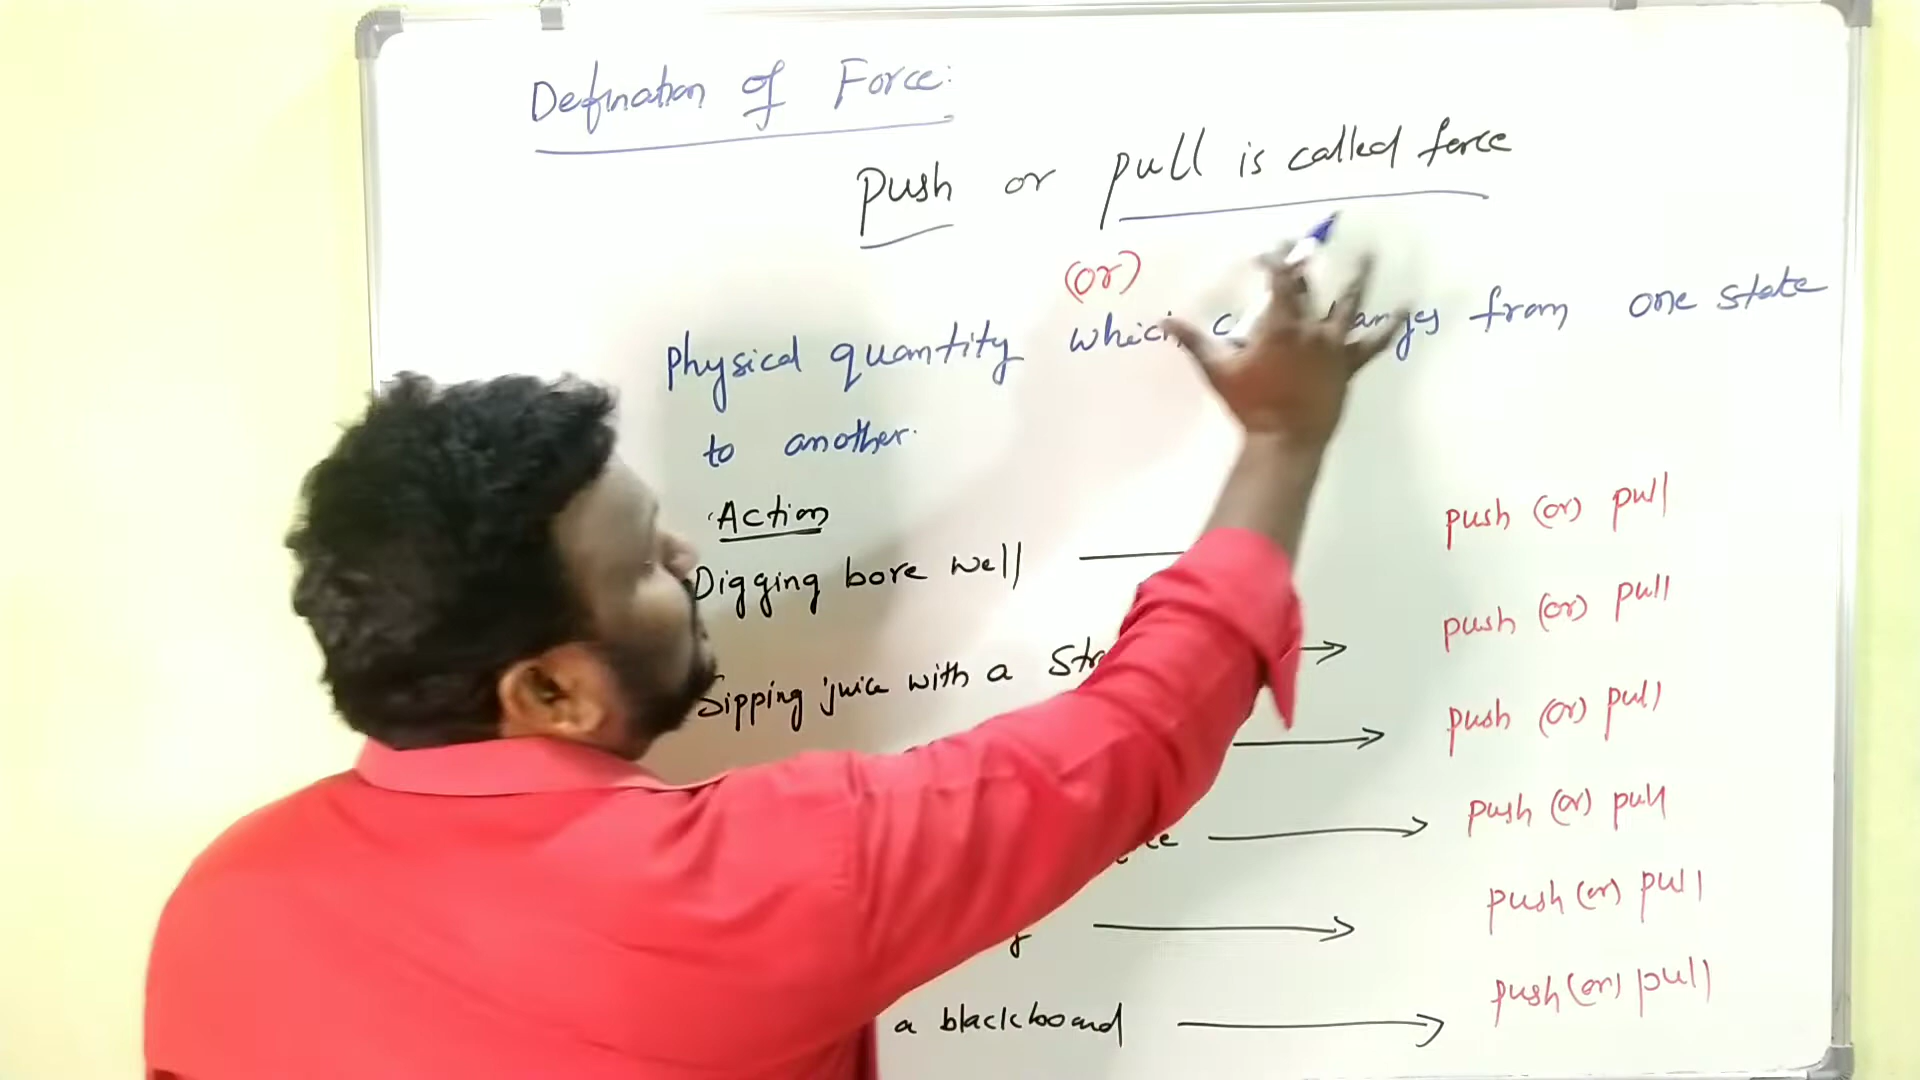 Defination of Force:
push or pull is called force
(or)
physical quantity which from one state
to another.
Action
Digging bore well push (or) pull
Sipping juice with a push (or) pull
push (or) pull
push (or) pull
push (or) pull
a blackboard push (or) pull